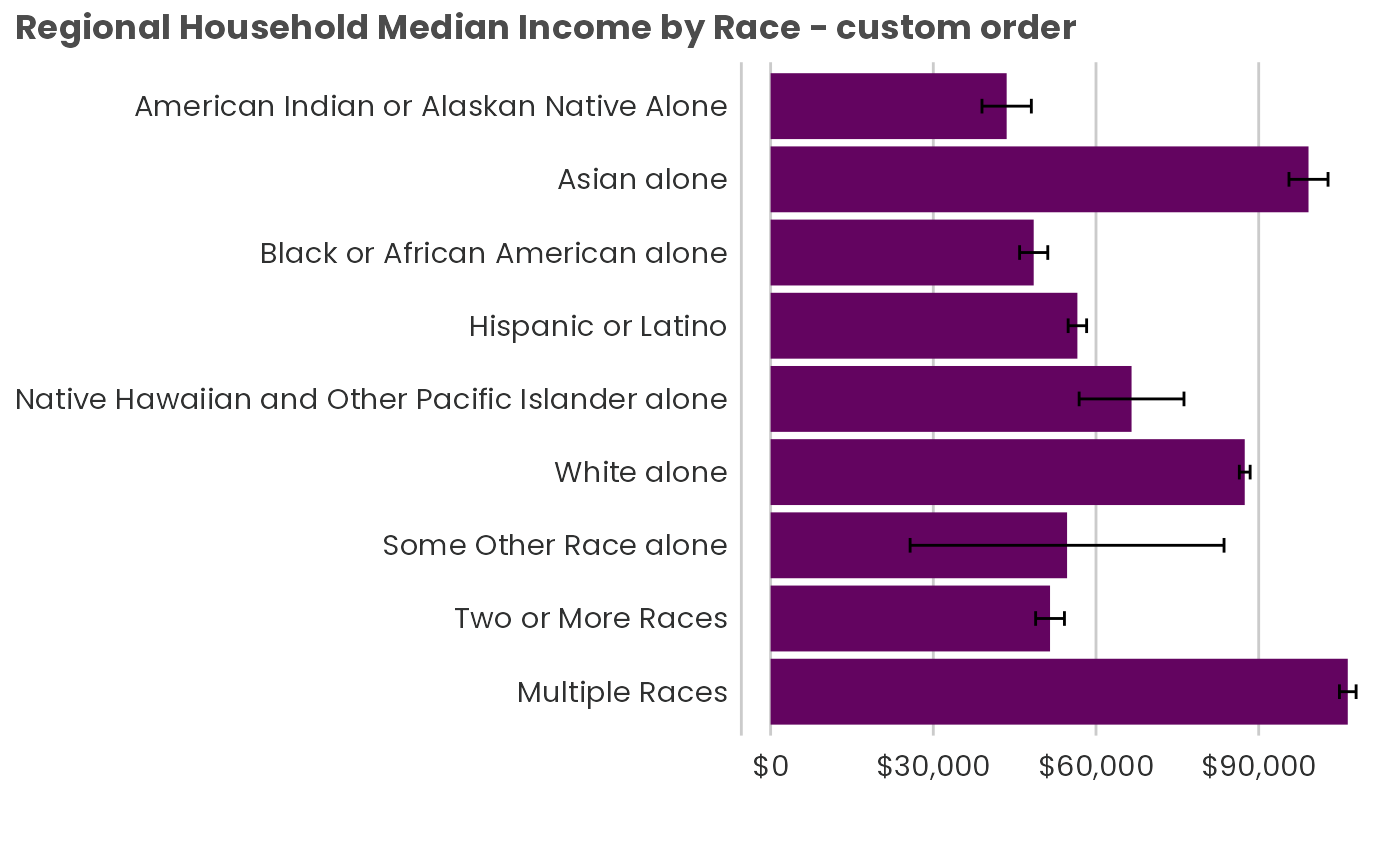 Regional Household Median Income by Race - custom order
American Indian or Alaskan Native Alone
Asian alone
Black or African American alone
Hispanic or Latino
Native Hawaiian and Other Pacific Islander alone
White alone
Some Other Race alone
Two or More Races
Multiple Races
$0 $30,000 $60,000 $90,000